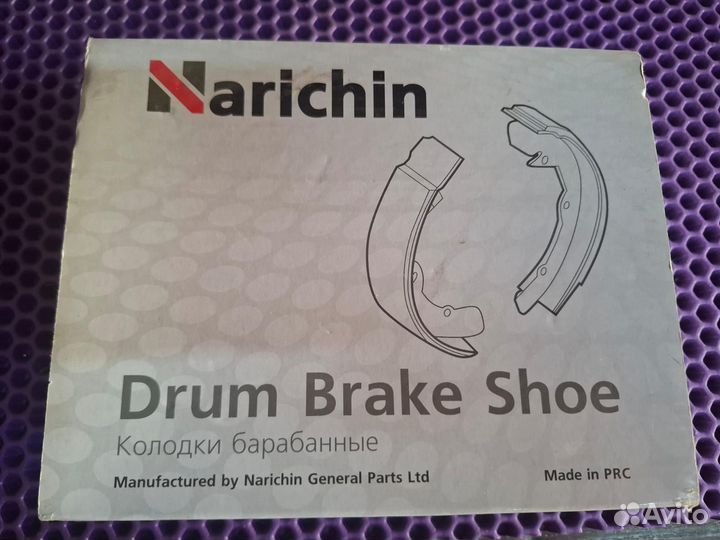 Narichin
Drum Brake Shoe
Колодки барабанные
Manufactured by Narichin General Parts Ltd
Made in PRC
Avito